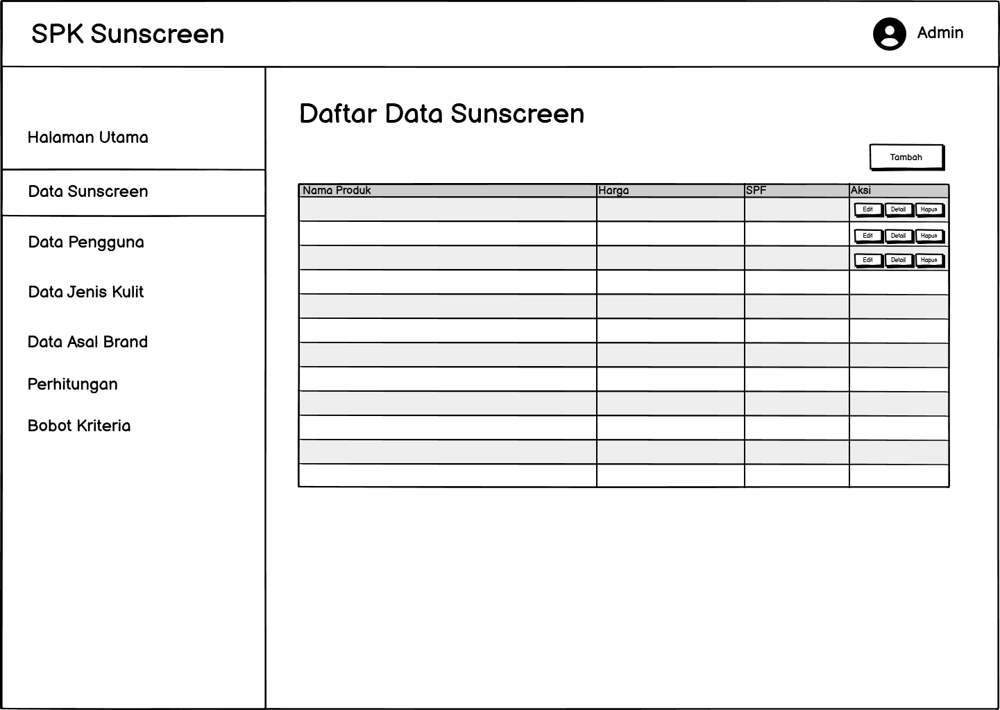 SPK Sunscreen
Admin
Halaman Utama
Data Sunscreen
Data Pengguna
Data Jenis Kulit
Data Asal Brand
Perhitungan
Bobot Kriteria
Daftar Data Sunscreen
Tambah
Nama Produk Harga SPF Aksi
Edit Detail Hapus
Edit Detail Hapus
Edit Detail Hapus